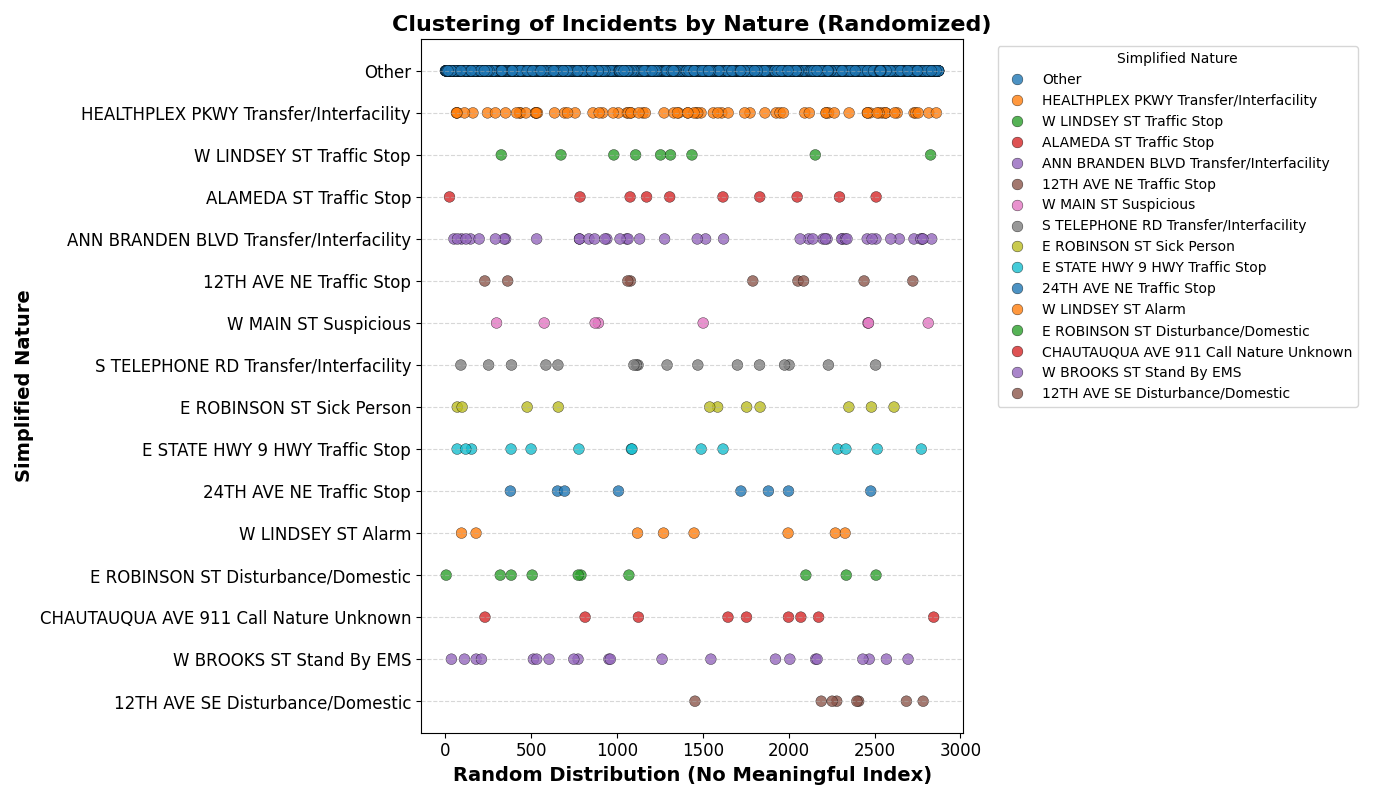 Clustering of Incidents by Nature (Randomized)
Simplified Nature
Other
HEALTHPLEX PKWY Transfer/Interfacility
W LINDSEY ST Traffic Stop
ALAMEDA ST Traffic Stop
ANN BRANDEN BLVD Transfer/Interfacility
12TH AVE NE Traffic Stop
W MAIN ST Suspicious
S TELEPHONE RD Transfer/Interfacility
E ROBINSON ST Sick Person
E STATE HWY 9 HWY Traffic Stop
24TH AVE NE Traffic Stop
W LINDSEY ST Alarm
E ROBINSON ST Disturbance/Domestic
CHAUTAUQUA AVE 911 Call Nature Unknown
W BROOKS ST Stand By EMS
12TH AVE SE Disturbance/Domestic
0 500 1000 1500 2000 2500 3000
Random Distribution (No Meaningful Index)
Simplified Nature
Other
HEALTHPLEX PKWY Transfer/Interfacility
W LINDSEY ST Traffic Stop
ALAMEDA ST Traffic Stop
ANN BRANDEN BLVD Transfer/Interfacility
12TH AVE NE Traffic Stop
W MAIN ST Suspicious
S TELEPHONE RD Transfer/Interfacility
E ROBINSON ST Sick Person
E STATE HWY 9 HWY Traffic Stop
24TH AVE NE Traffic Stop
W LINDSEY ST Alarm
E ROBINSON ST Disturbance/Domestic
CHAUTAUQUA AVE 911 Call Nature Unknown
W BROOKS ST Stand By EMS
12TH AVE SE Disturbance/Domestic